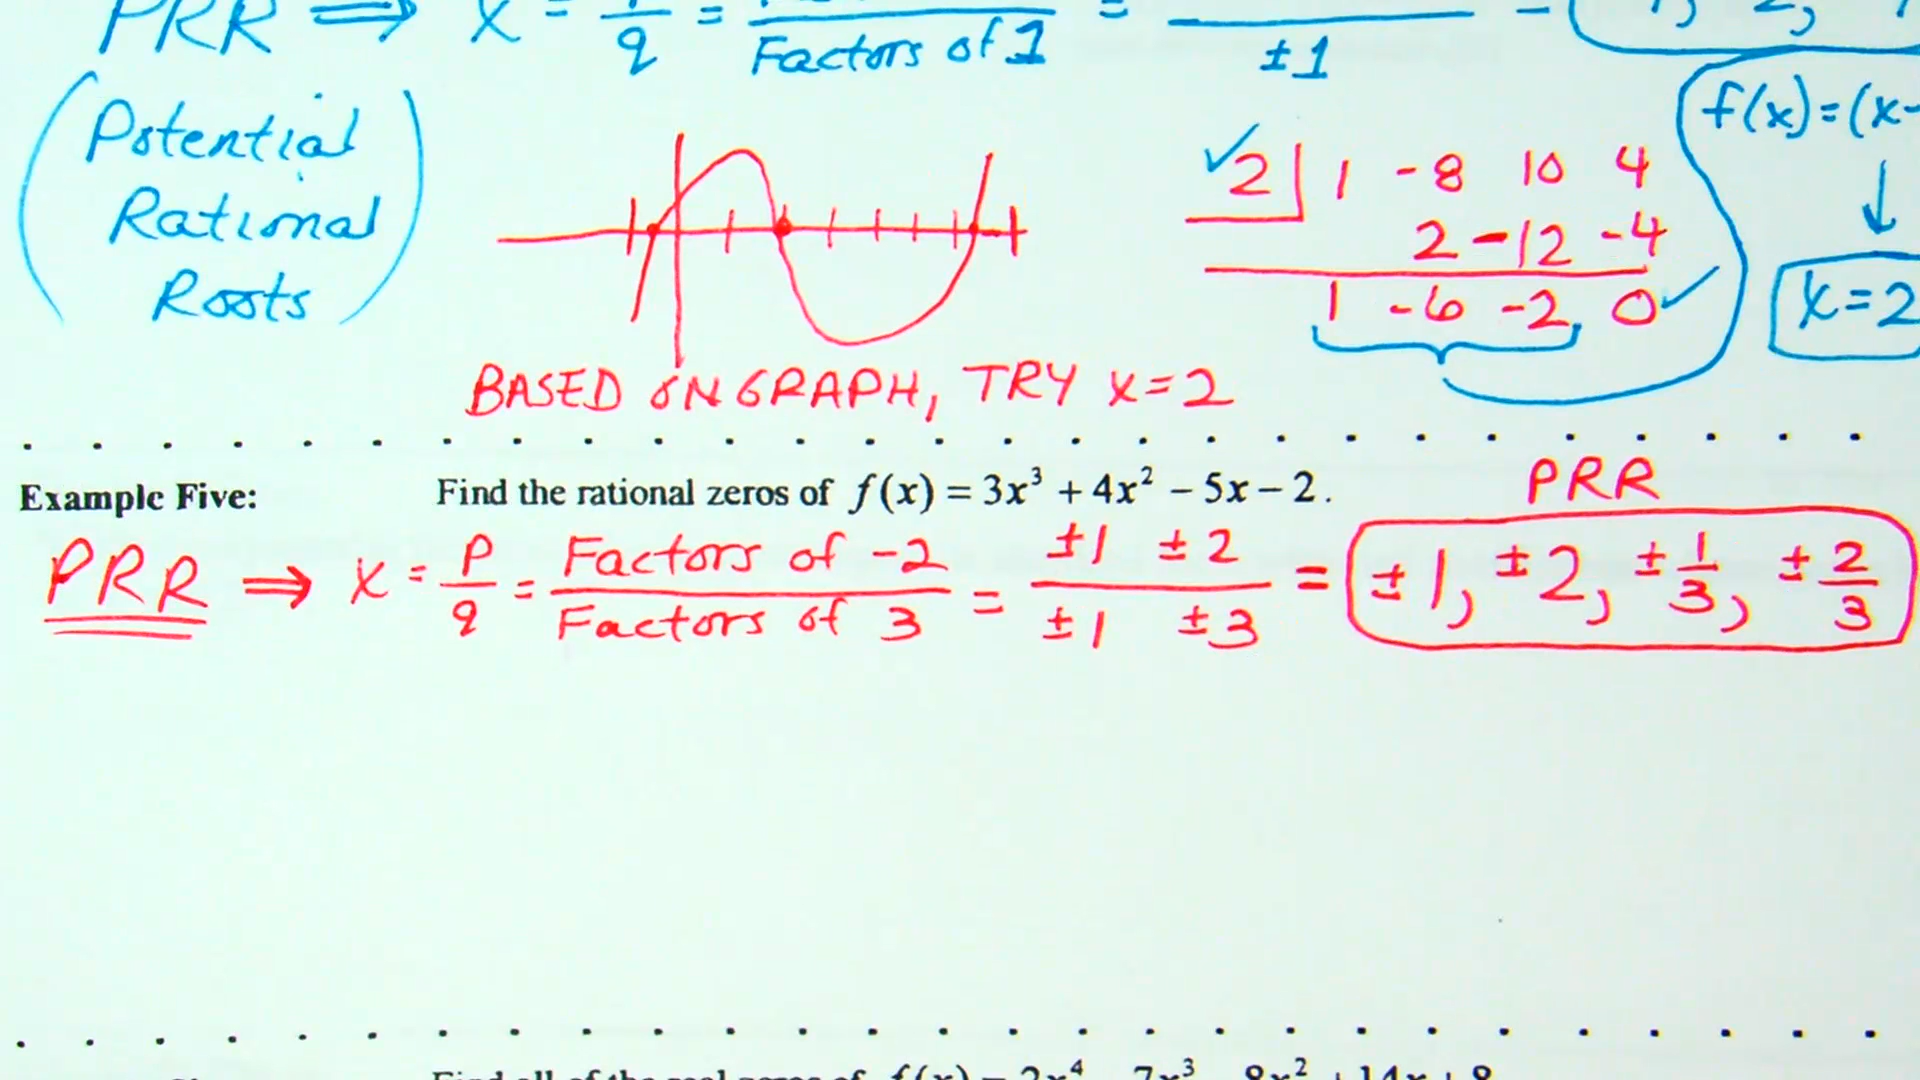 PRR ⟹ x = p/q = / Factors of 1 = / ±1 =
(Potential
Rational
Roots)
✓2 | 1 -8 10 4
2 -12 -4
1 -6 -2 0 ✓
f(x)=(x-
↓
x=2
BASED ON GRAPH, TRY x=2
Example Five: Find the rational zeros of f(x) = 3x³ + 4x² − 5x − 2.
PRR
PRR ⟹ x = p/q = Factors of -2 / Factors of 3 = ±1 ±2 / ±1 ±3 = ±1, ±2, ±1/3, ±2/3